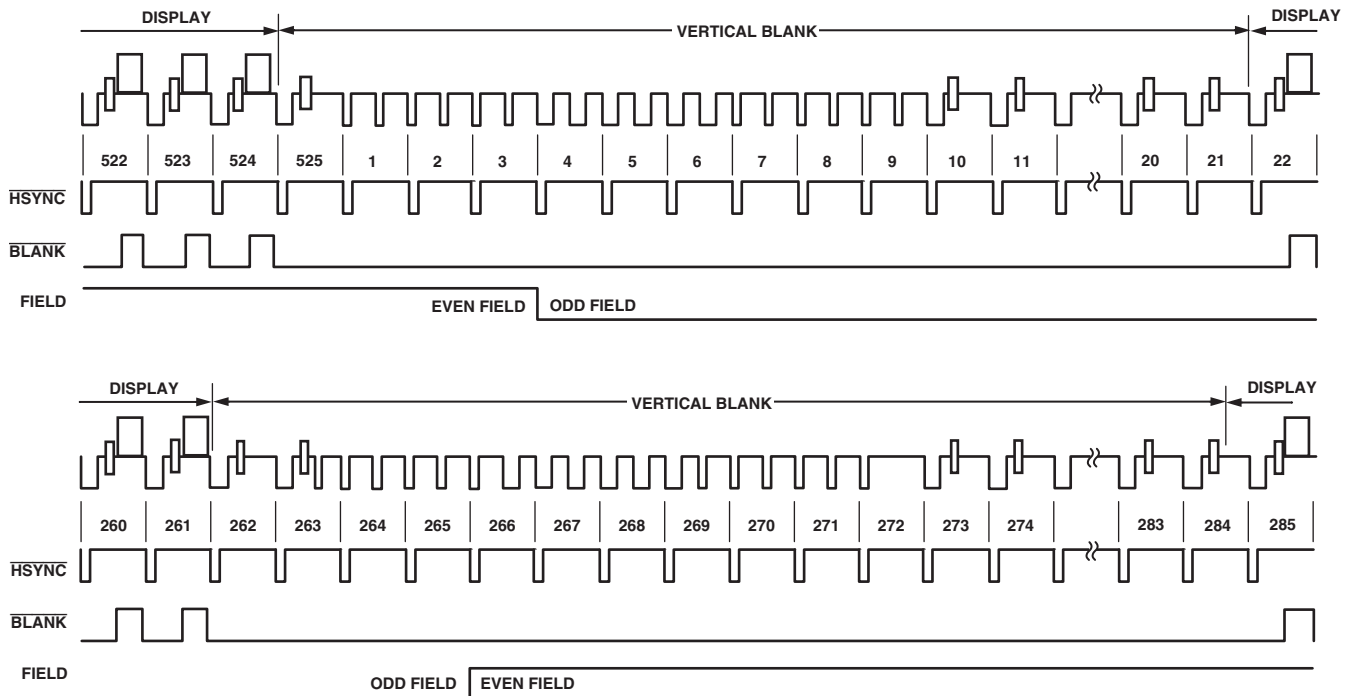 DISPLAY VERTICAL BLANK DISPLAY
522 523 524 525 1 2 3 4 5 6 7 8 9 10 11 20 21 22
HSYNC
BLANK
FIELD EVEN FIELD ODD FIELD
DISPLAY VERTICAL BLANK DISPLAY
260 261 262 263 264 265 266 267 268 269 270 271 272 273 274 283 284 285
HSYNC
BLANK
FIELD ODD FIELD EVEN FIELD